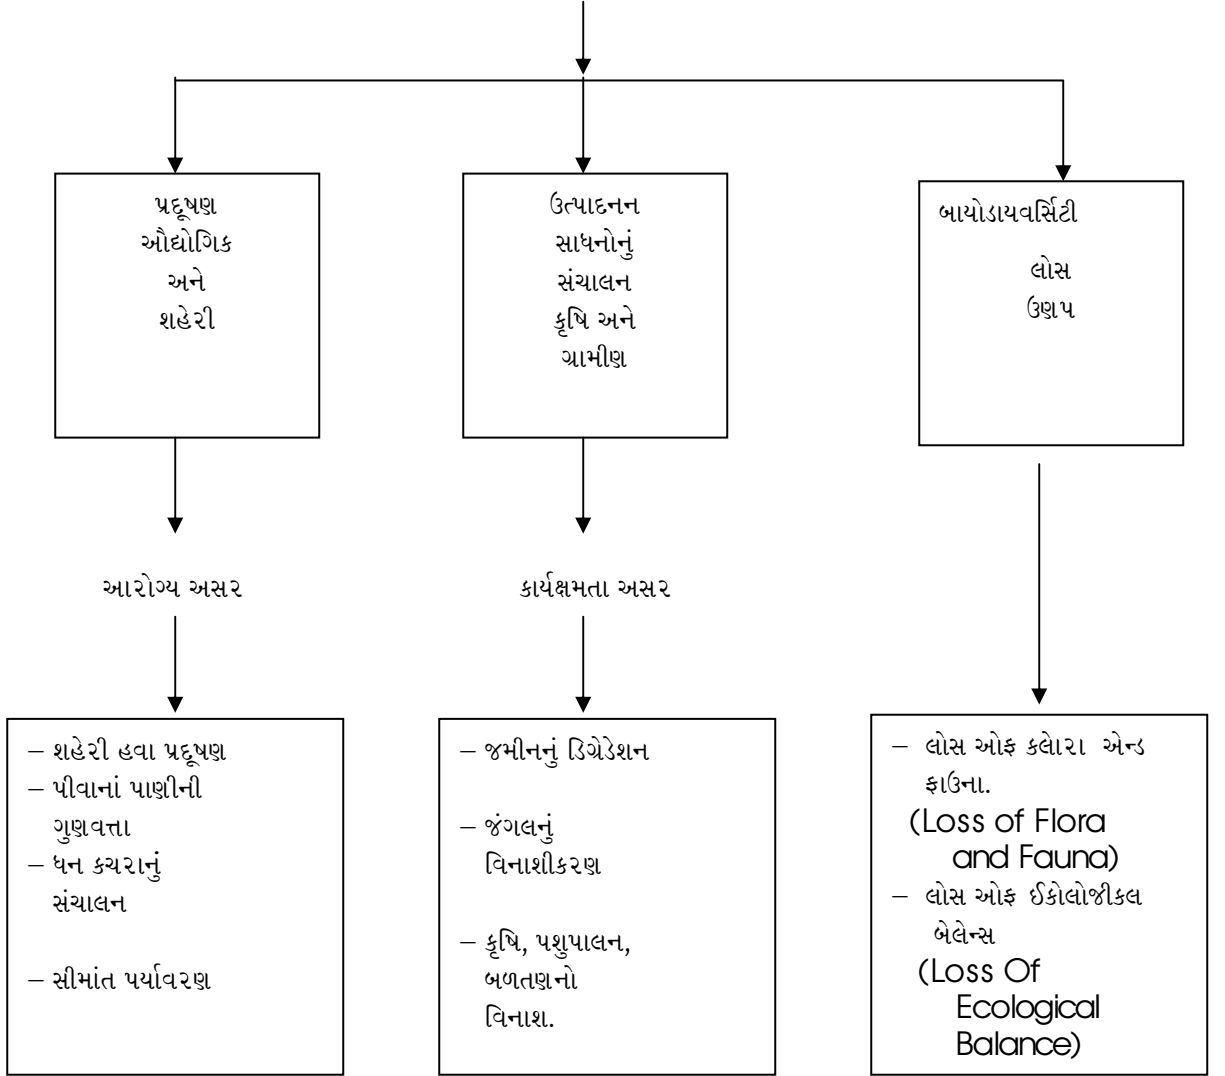 પ્રદૂષણ
ઔદ્યોગિક
અને
શહેરી
ઉત્પાદનન
સાધનોનું
સંચાલન
કૃષિ અને
ગ્રામીણ
બાયોડાયવર્સિટી
લોસ
ઉણપ
આરોગ્ય અસર
કાર્યક્ષમતા અસર
– શહેરી હવા પ્રદૂષણ
– પીવાનાં પાણીની
ગુણવત્તા
– ધન કચરાનું
સંચાલન
– સીમાંત પર્યાવરણ
– જમીનનું ડિગ્રેડેશન
– જંગલનું
વિનાશીકરણ
– કૃષિ, પશુપાલન,
બળતણનો
વિનાશ.
– લોસ ઓફ કલેારા એન્ડ
ફાઉના.
(Loss of Flora
and Fauna)
– લોસ ઓફ ઈકોલોજીકલ
બેલેન્સ
(Loss Of
Ecological
Balance)